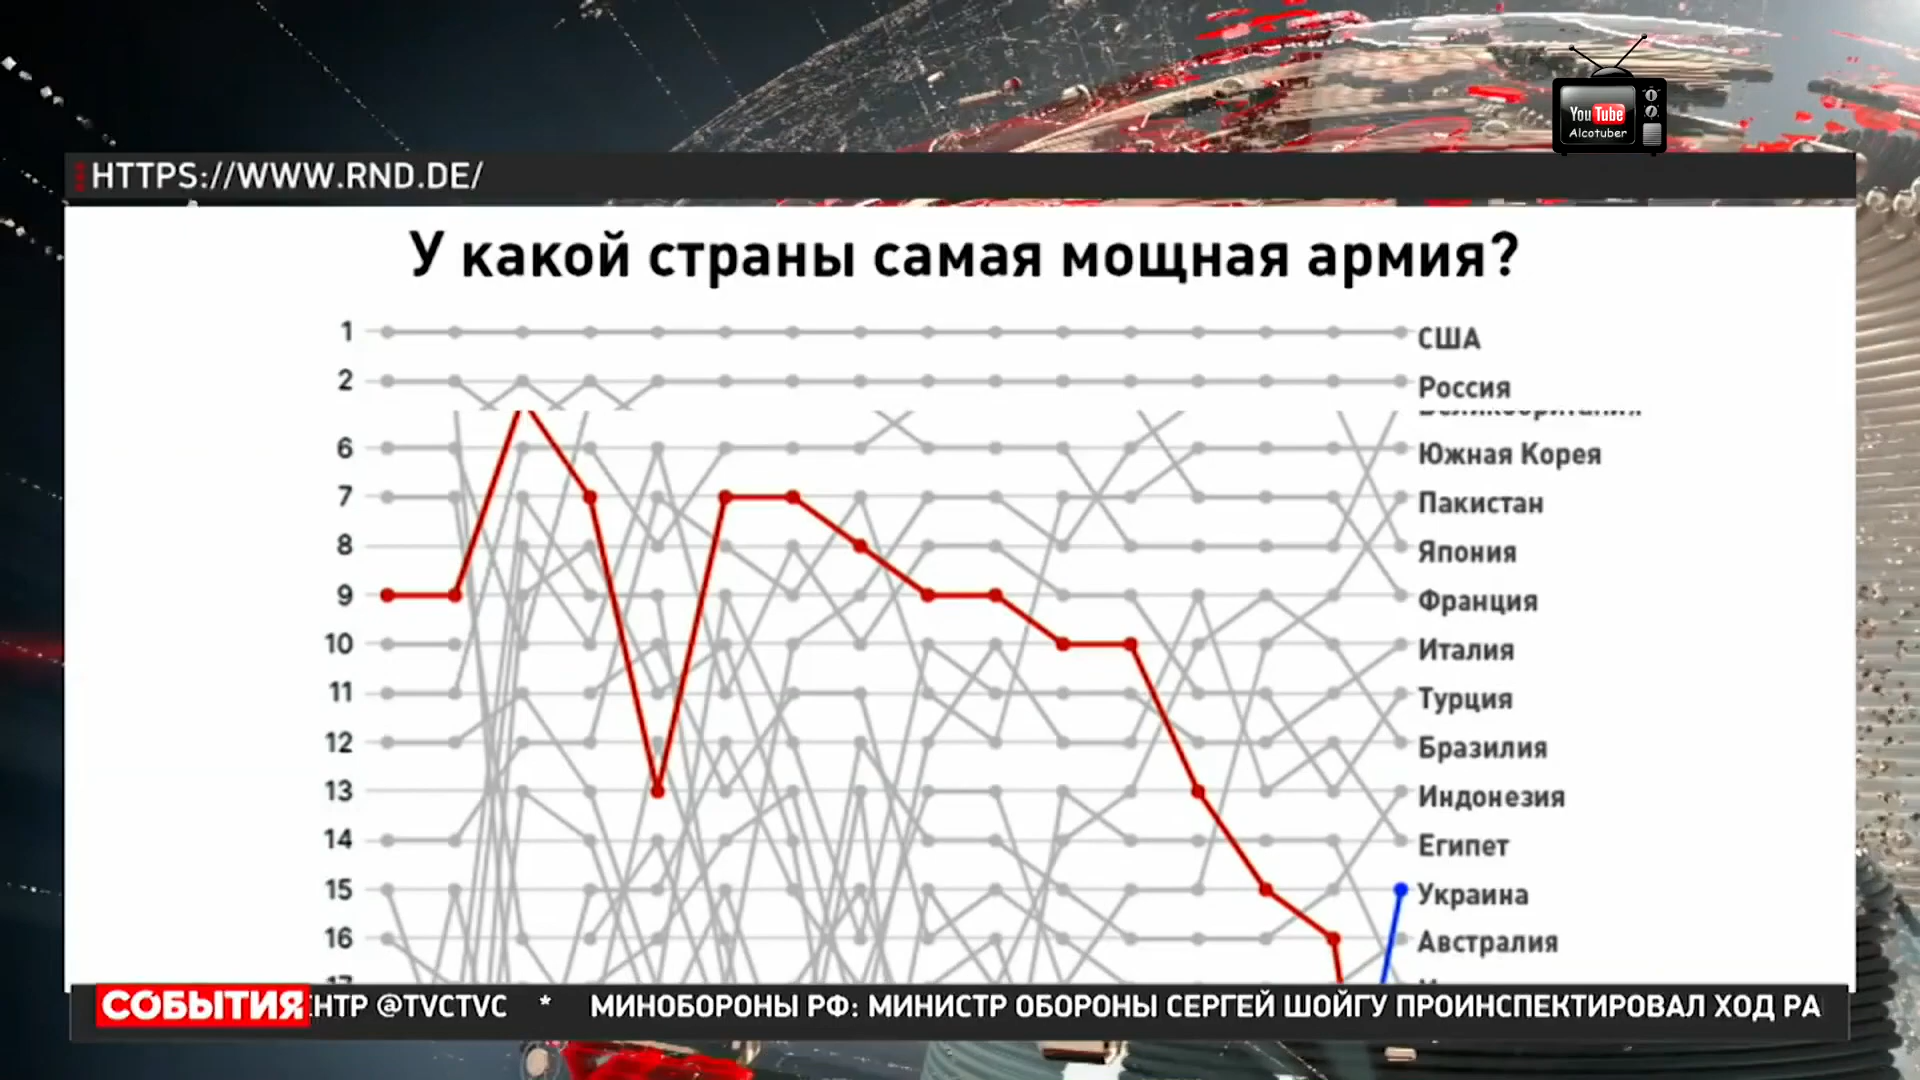 You Tube
Alcotuber
HTTPS://WWW.RND.DE/
У какой страны самая мощная армия?
1 США
2 Россия
6 Южная Корея
7 Пакистан
8 Япония
9 Франция
10 Италия
11 Турция
12 Бразилия
13 Индонезия
14 Египет
15 Украина
16 Австралия
СОБЫТИЯ
@TVCTVC * МИНОБОРОНЫ РФ: МИНИСТР ОБОРОНЫ СЕРГЕЙ ШОЙГУ ПРОИНСПЕКТИРОВАЛ ХОД РА